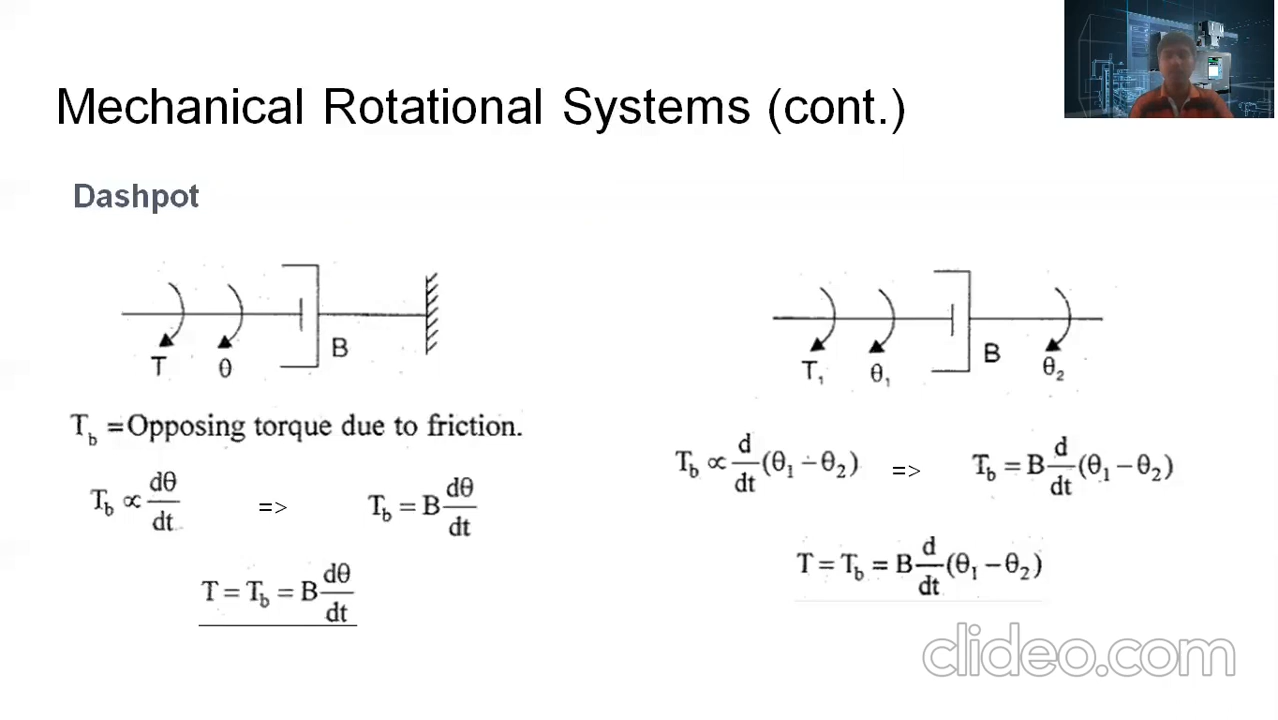 Mechanical Rotational Systems (cont.)
Dashpot
T θ B
T₁ θ₁ B θ₂
T_b =Opposing torque due to friction.
T_b ∝ dθ/dt => T_b = B dθ/dt
T = T_b = B dθ/dt
T_b ∝ d/dt (θ₁ − θ₂) => T_b = B d/dt (θ₁ − θ₂)
T = T_b = B d/dt (θ₁ − θ₂)
clideo.com